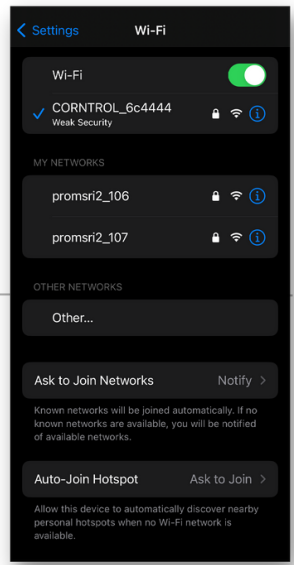 Settings
Wi-Fi
Wi-Fi
CORNTROL_6c4444
Weak Security
MY NETWORKS
promsri2_106
promsri2_107
OTHER NETWORKS
Other...
Ask to Join Networks Notify
Known networks will be joined automatically. If no
known networks are available, you will be notified
of available networks.
Auto-Join Hotspot Ask to Join
Allow this device to automatically discover nearby
personal hotspots when no Wi-Fi network is
available.